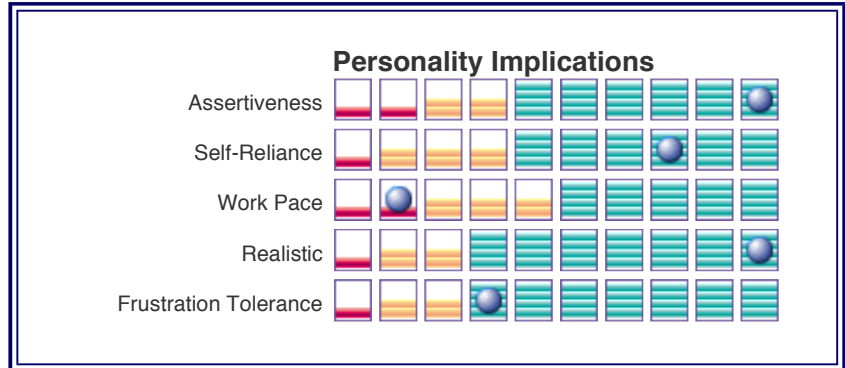 Personality Implications
Assertiveness
Self-Reliance
Work Pace
Realistic
Frustration Tolerance